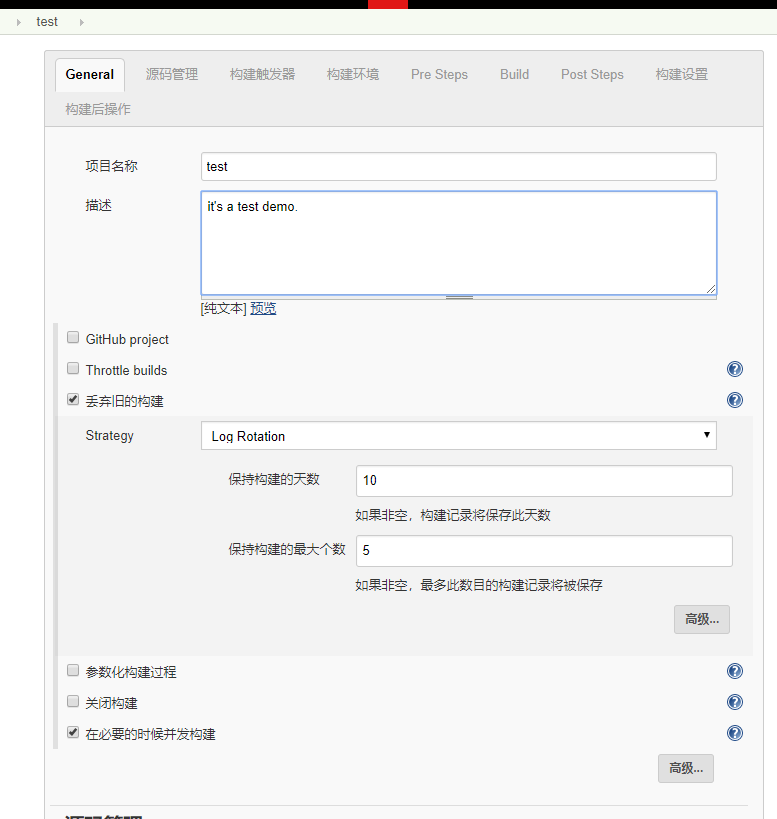 test
General 源码管理 构建触发器 构建环境 Pre Steps Build Post Steps 构建设置
构建后操作
项目名称 test
描述 it's a test demo.
[纯文本] 预览
GitHub project
Throttle builds
丢弃旧的构建
Strategy Log Rotation
保持构建的天数 10
如果非空，构建记录将保存此天数
保持构建的最大个数 5
如果非空，最多此数目的构建记录将被保存
高级...
参数化构建过程
关闭构建
在必要的时候并发构建
高级...
源码管理